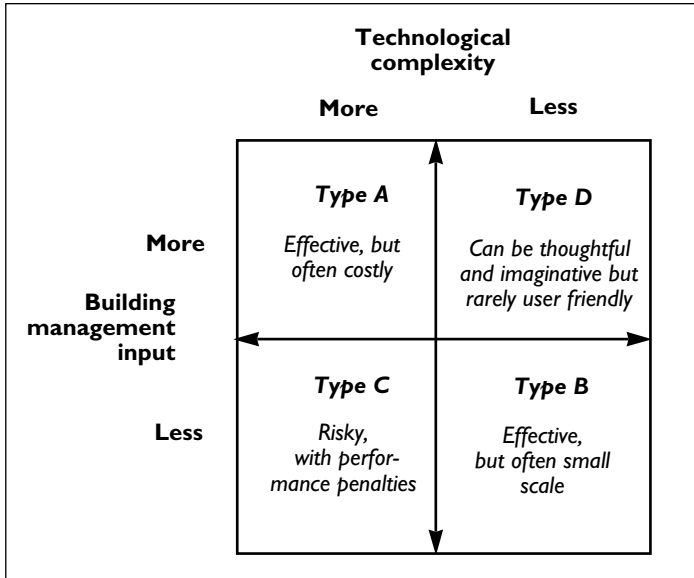 Technological
complexity
More
Less
Type A
Type D
More
Effective, but
often costly
Can be thoughtful
and imaginative but
rarely user friendly
Building
management
input
Type C
Type B
Less
Risky,
with perfor-
mance penalties
Effective,
but often small
scale